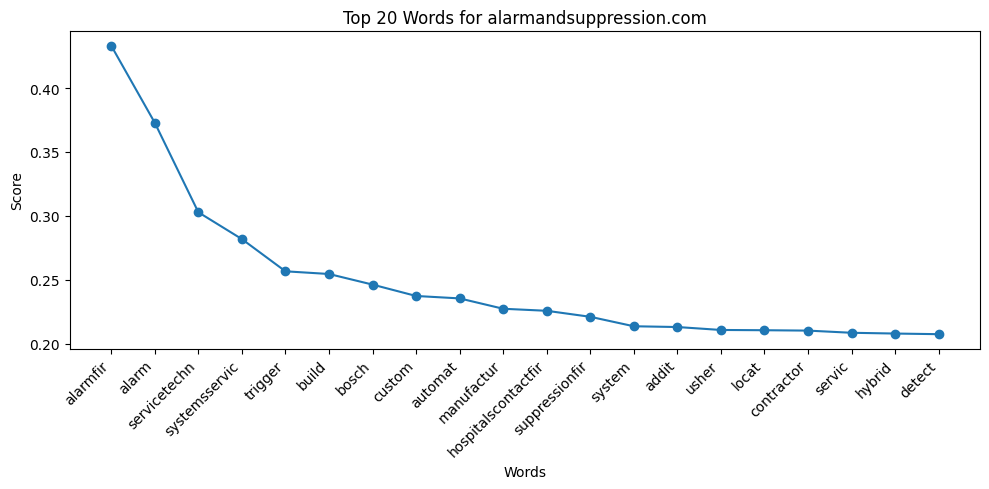 Top 20 Words for alarmandsuppression.com
Score
0.40
0.35
0.30
0.25
0.20
alarmfir
alarm
servicetechn
systemsservic
trigger
build
bosch
custom
automat
manufactur
hospitalscontactfir
suppressionfir
system
addit
usher
locat
contractor
servic
hybrid
detect
Words